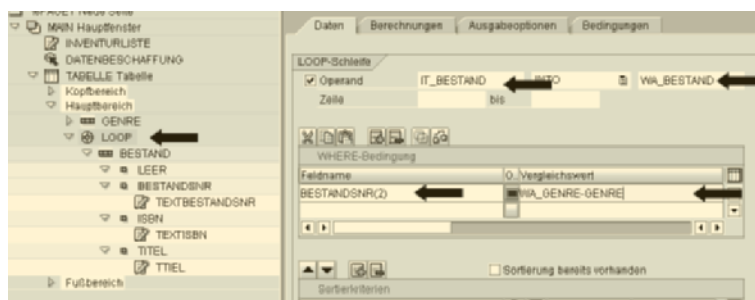 Neue Seite
MAIN Hauptfenster
INVENTURLISTE
DATENBESCHAFFUNG
TABELLE Tabelle
Kopfbereich
Hauptbereich
GENRE
LOOP
BESTAND
LEER
BESTANDSNR
TEXTBESTANDSNR
ISBN
TEXTISBN
TITEL
TTIEL
Fußbereich
Daten Berechnungen Ausgabeoptionen Bedingungen
LOOP-Schleife
Operand IT_BESTAND INTO WA_BESTAND
Zeile bis
WHERE-Bedingung
Feldname O.. Vergleichswert
BESTANDSNR(2) WA_GENRE-GENRE
Sortierung bereits vorhanden
Sortierkriterien